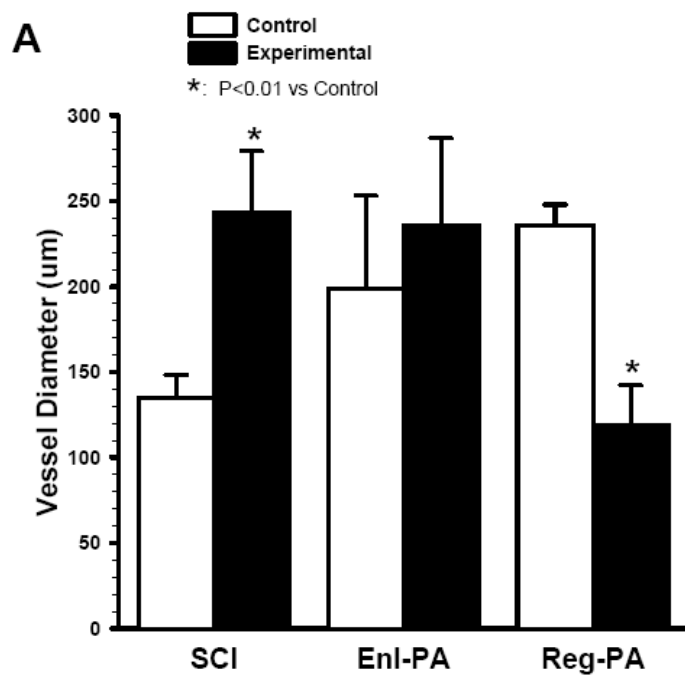 A
Control
Experimental
*: P<0.01 vs Control
Vessel Diameter (um)
300
250
200
150
100
50
0
*
*
SCI
Enl-PA
Reg-PA